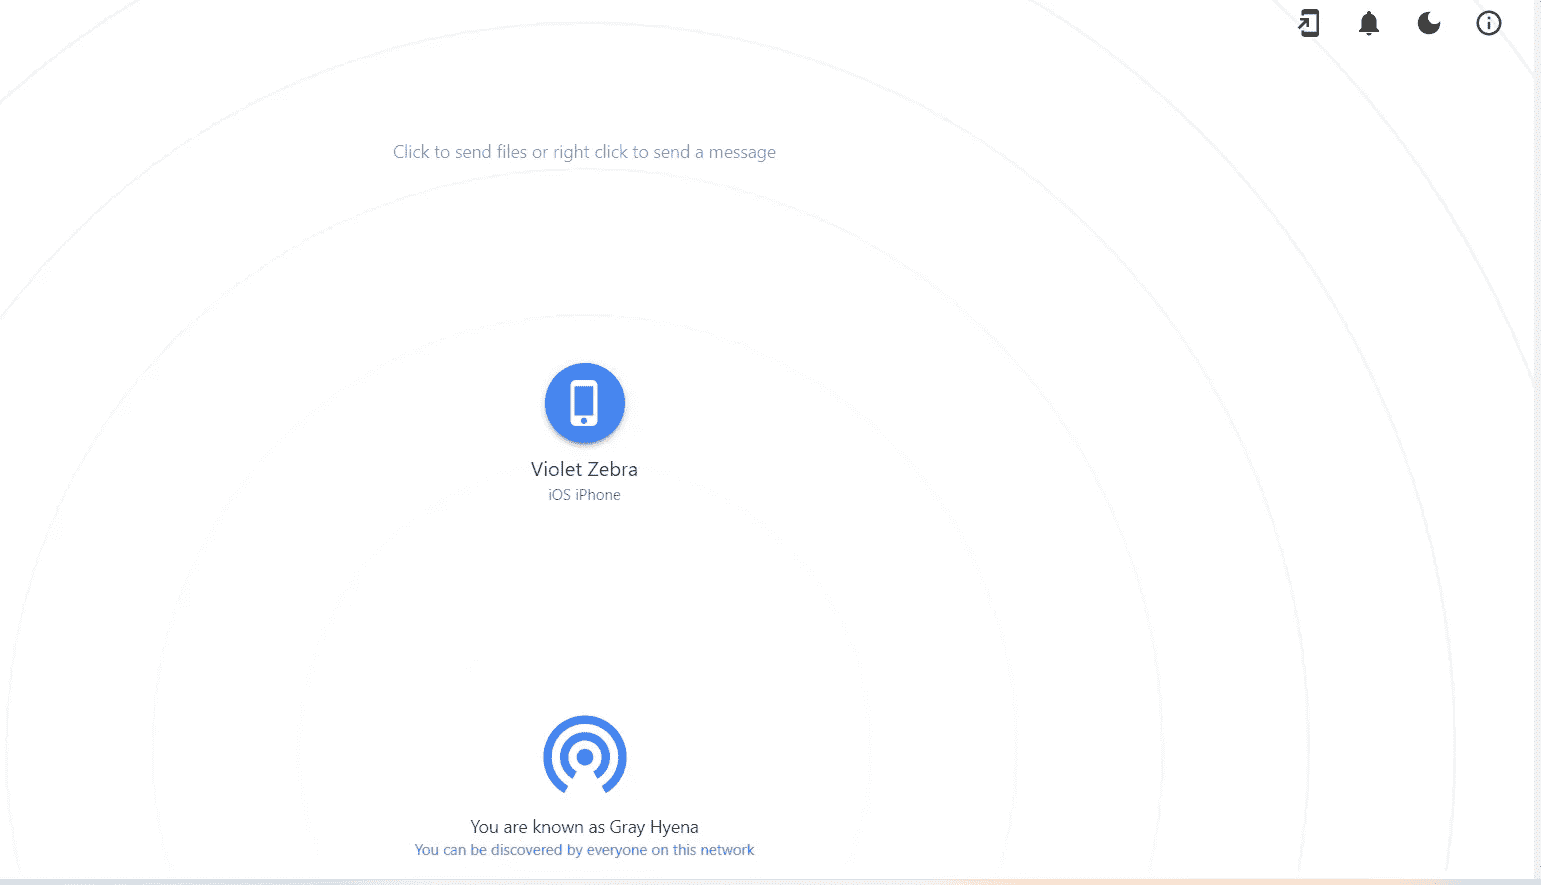 Click to send files or right click to send a message
Violet Zebra
iOS iPhone
You are known as Gray Hyena
You can be discovered by everyone on this network